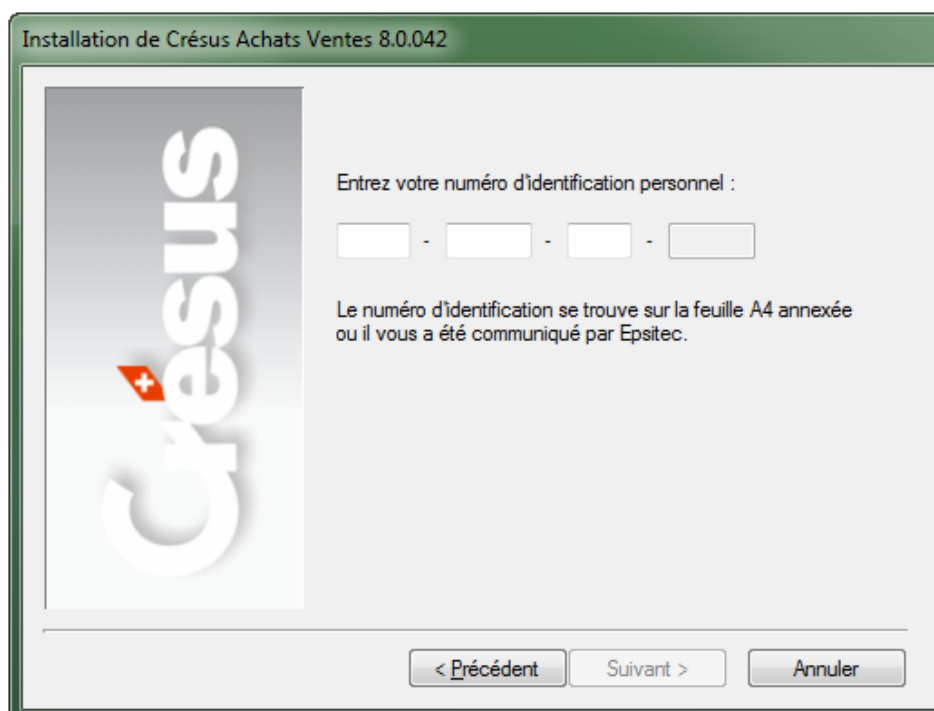 Installation de Crésus Achats Ventes 8.0.042
Crésus
Entrez votre numéro d'identification personnel :
- - -
Le numéro d'identification se trouve sur la feuille A4 annexée
ou il vous a été communiqué par Epsitec.
< Précédent Suivant > Annuler